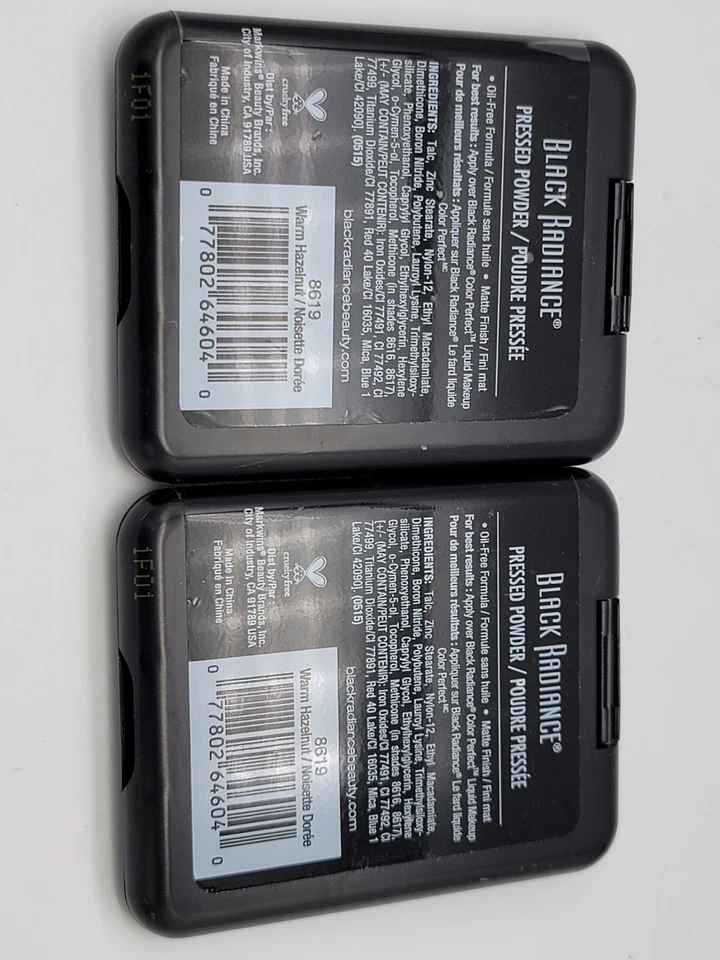 BLACK RADIANCE®
PRESSED POWDER / POUDRE PRESSÉE
• Oil-Free Formula / Formule sans huile • Matte Finish / Fini mat
For best results : Apply over Black Radiance® Color Perfect™ Liquid Makeup
Pour de meilleurs résultats : Appliquer sur Black Radiance® Le fard liquide
Color Perfect MC
INGREDIENTS: Talc, Zinc Stearate, Nylon-12, Ethyl Macadamiate,
Dimethicone, Boron Nitride, Polybutene, Lauroyl Lysine, Trimethylsiloxy-
silicate, Phenoxyethanol, Caprylyl Glycol, Ethylhexylglycerin, Hexylene
Glycol, o-Cymen-5-ol, Tocopherol, Methicone (in shades 8616, 8617),
[+/- (MAY CONTAIN/PEUT CONTENIR): Iron Oxides/CI 77491, CI 77492, CI
77499, Titanium Dioxide/CI 77891, Red 40 Lake/CI 16035, Mica, Blue 1
Lake/CI 42090]. (0515)
blackradiancebeauty.com
crueltyfree
Dist by/Par :
Markwins® Beauty Brands, Inc.
City of Industry, CA 91789 USA
Made in China
Fabriqué en Chine
8619
Warm Hazelnut / Noisette Dorée
0 77802 64604 0
1F01
BLACK RADIANCE®
PRESSED POWDER / POUDRE PRESSÉE
• Oil-Free Formula / Formule sans huile • Matte Finish / Fini mat
For best results : Apply over Black Radiance® Color Perfect™ Liquid Makeup
Pour de meilleurs résultats : Appliquer sur Black Radiance® Le fard liquide
Color Perfect MC
INGREDIENTS: Talc, Zinc Stearate, Nylon-12, Ethyl Macadamiate,
Dimethicone, Boron Nitride, Polybutene, Lauroyl Lysine, Trimethylsiloxy-
silicate, Phenoxyethanol, Caprylyl Glycol, Ethylhexylglycerin, Hexylene
Glycol, o-Cymen-5-ol, Tocopherol, Methicone (in shades 8616, 8617),
[+/- (MAY CONTAIN/PEUT CONTENIR): Iron Oxides/CI 77491, CI 77492, CI
77499, Titanium Dioxide/CI 77891, Red 40 Lake/CI 16035, Mica, Blue 1
Lake/CI 42090]. (0515)
blackradiancebeauty.com
crueltyfree
Dist by/Par :
Markwins® Beauty Brands, Inc.
City of Industry, CA 91789 USA
Made in China
Fabriqué en Chine
8619
Warm Hazelnut / Noisette Dorée
0 77802 64604 0
1F01